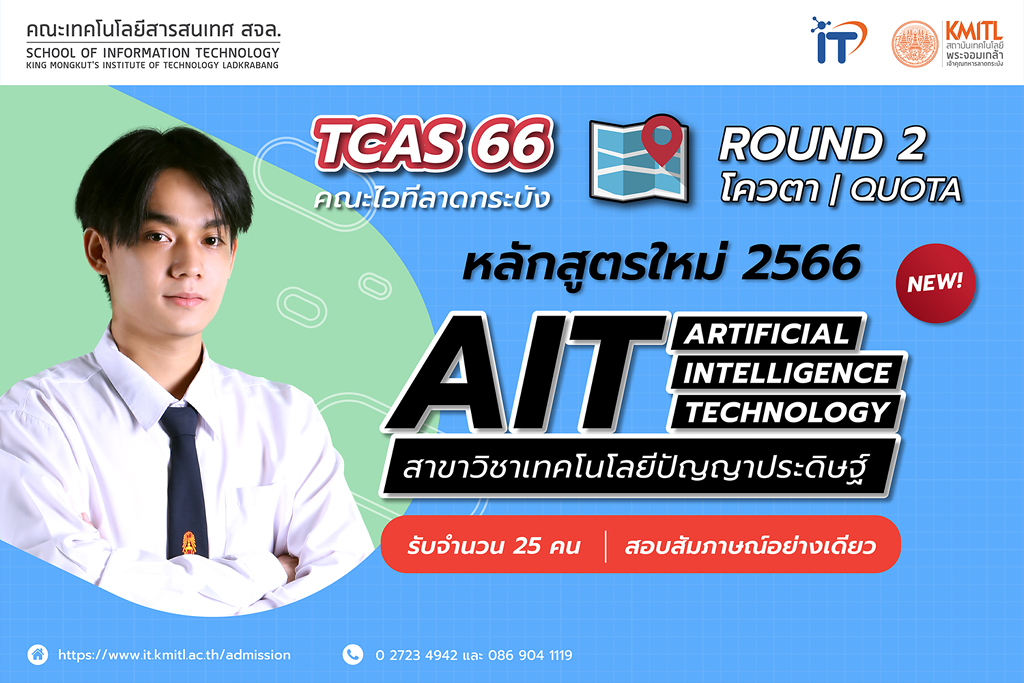 คณะเทคโนโลยีสารสนเทศ สจล.
SCHOOL OF INFORMATION TECHNOLOGY
KING MONGKUT'S INSTITUTE OF TECHNOLOGY LADKRABANG
iT
KMITL
สถาบันเทคโนโลยี
พระจอมเกล้า
เจ้าคุณทหารลาดกระบัง
TCAS 66
คณะไอทีลาดกระบัง
ROUND 2
โควตา | QUOTA
หลักสูตรใหม่ 2566
NEW!
AIT
ARTIFICIAL
INTELLIGENCE
TECHNOLOGY
สาขาวิชาเทคโนโลยีปัญญาประดิษฐ์
รับจำนวน 25 คน | สอบสัมภาษณ์อย่างเดียว
https://www.it.kmitl.ac.th/admission
0 2723 4942 และ 086 904 1119